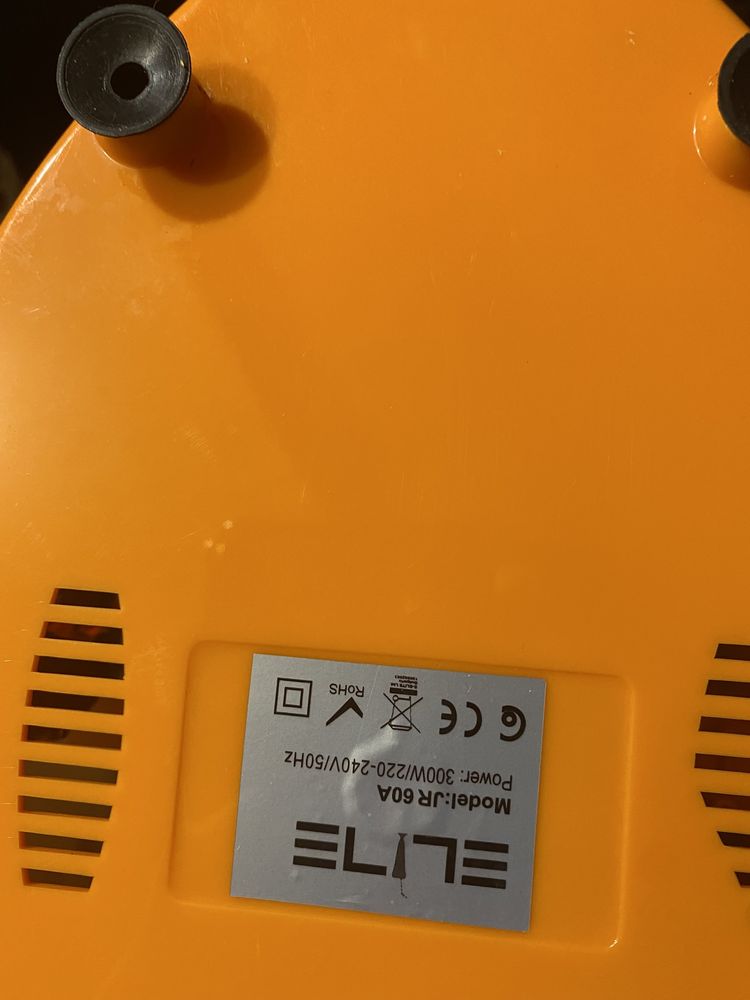 ELITE
Model:JR 60A
Power: 300W/220-240V/50Hz
CE
RoHS